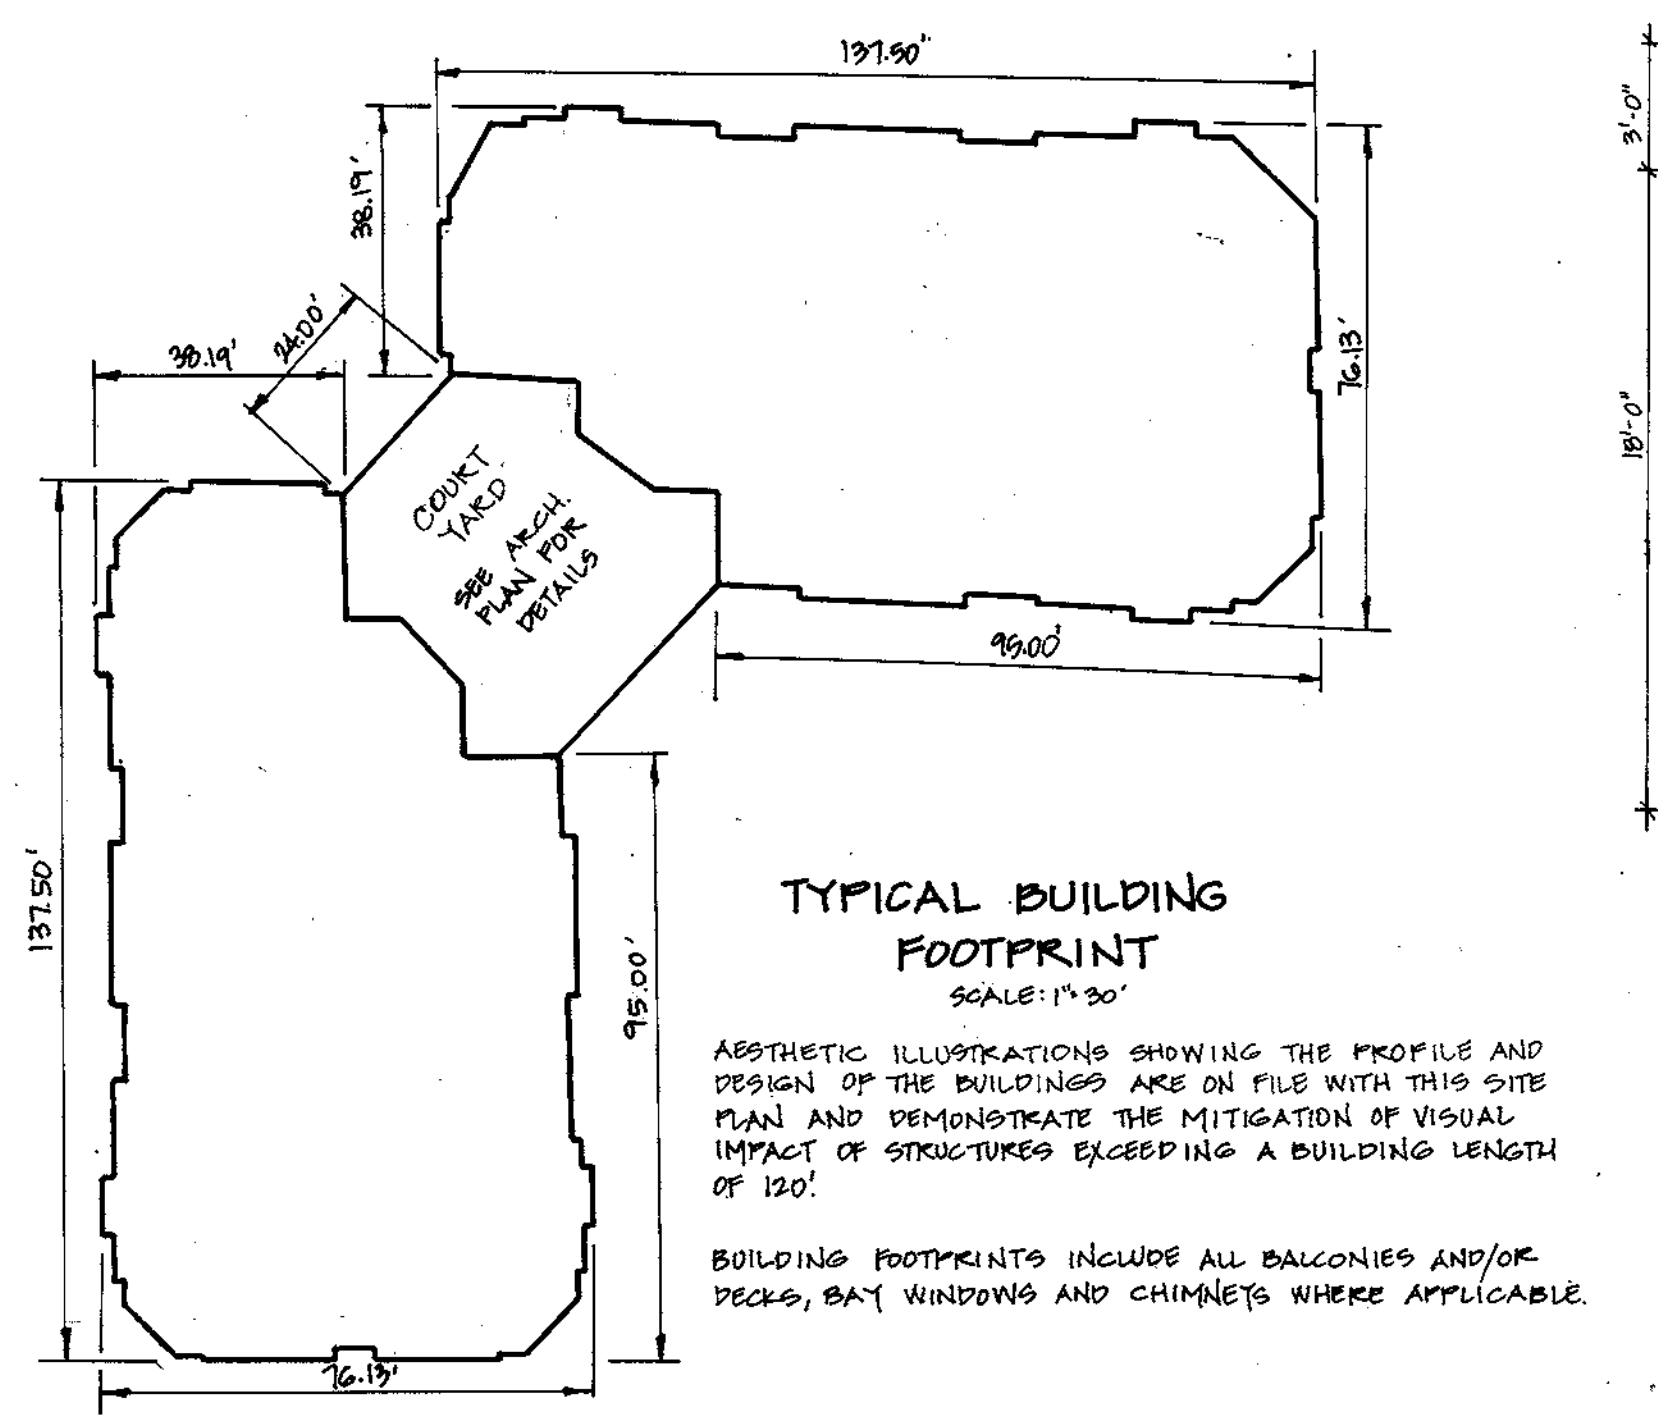 137.50"
38.19'
3'-0"
24.00'
38.19'
76.13'
18'-0"
COURT
YARD
SEE ARCH.
PLAN FOR
DETAILS
95.00'
137.50'
95.00'
TYPICAL BUILDING
FOOTPRINT
SCALE: 1"=30'
AESTHETIC ILLUSTRATIONS SHOWING THE PROFILE AND
DESIGN OF THE BUILDINGS ARE ON FILE WITH THIS SITE
PLAN AND DEMONSTRATE THE MITIGATION OF VISUAL
IMPACT OF STRUCTURES EXCEEDING A BUILDING LENGTH
OF 120'.
BUILDING FOOTPRINTS INCLUDE ALL BALCONIES AND/OR
DECKS, BAY WINDOWS AND CHIMNEYS WHERE APPLICABLE.
76.13'